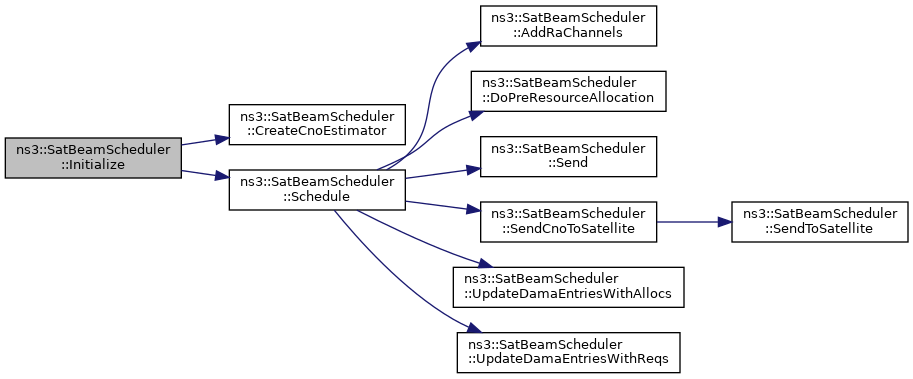 ns3::SatBeamScheduler
::Initialize
ns3::SatBeamScheduler
::CreateCnoEstimator
ns3::SatBeamScheduler
::Schedule
ns3::SatBeamScheduler
::AddRaChannels
ns3::SatBeamScheduler
::DoPreResourceAllocation
ns3::SatBeamScheduler
::Send
ns3::SatBeamScheduler
::SendCnoToSatellite
ns3::SatBeamScheduler
::SendToSatellite
ns3::SatBeamScheduler
::UpdateDamaEntriesWithAllocs
ns3::SatBeamScheduler
::UpdateDamaEntriesWithReqs